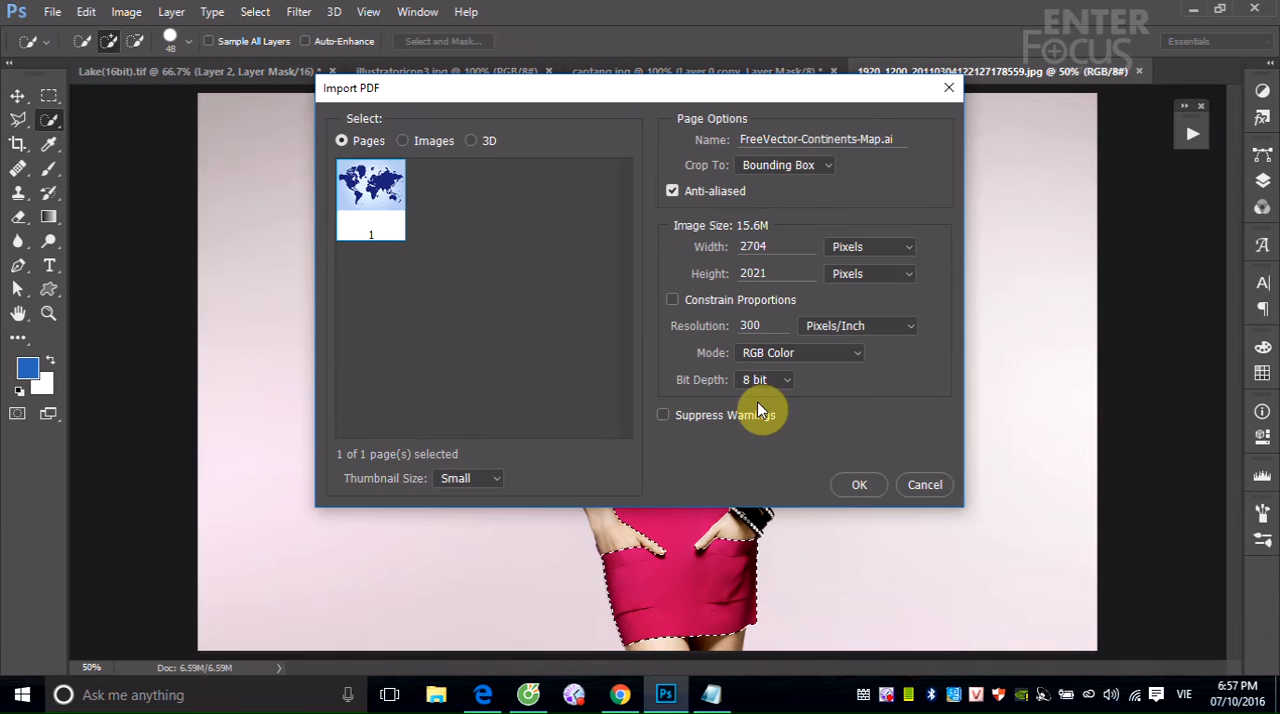 Ps File Edit Image Layer Type Select Filter 3D View Window Help
ENTER
FOCUS
48 Sample All Layers Auto-Enhance Select and Mask... Essentials
Lake(16bit).tif @ 66.7% (Layer 2, Layer Mask/16) * × illustratoricon3.jpg @ 100% (RGB/8#) × caotang.jpg @ 100% (Layer 0 copy, Layer Mask/8) * × 1920_1200_20110304122127178559.jpg @ 50% (RGB/8#) ×
Import PDF
Select:
Pages Images 3D
1
1 of 1 page(s) selected
Thumbnail Size: Small
Page Options
Name: FreeVector-Continents-Map.ai
Crop To: Bounding Box
Anti-aliased
Image Size: 15.6M
Width: 2704 Pixels
Height: 2021 Pixels
Constrain Proportions
Resolution: 300 Pixels/Inch
Mode: RGB Color
Bit Depth: 8 bit
Suppress Warnings
OK Cancel
50% Doc: 6.59M/6.59M
Ask me anything
VIE
6:57 PM
07/10/2016